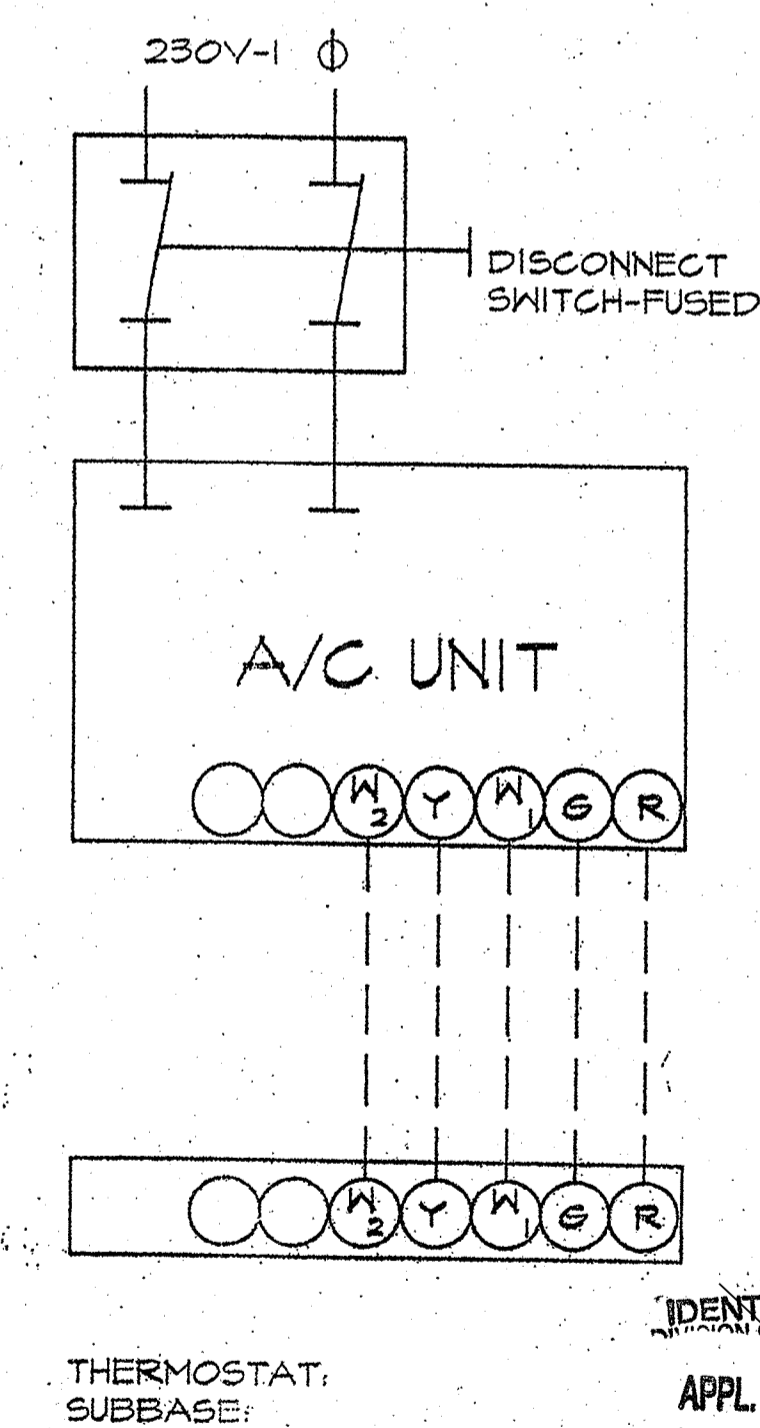 230V-1 ϕ
DISCONNECT
SWITCH-FUSED
A/C UNIT
W2 Y W1 G R
W2 Y W1 G R
IDENT
THERMOSTAT:
APPL.
SUBBASE: